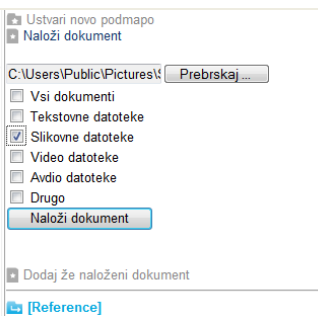 Ustvari novo podmapo
Naloži dokument
C:\Users\Public\Pictures\ Prebrskaj ...
Vsi dokumenti
Tekstovne datoteke
Slikovne datoteke
Video datoteke
Avdio datoteke
Drugo
Naloži dokument
Dodaj že naloženi dokument
[Reference]